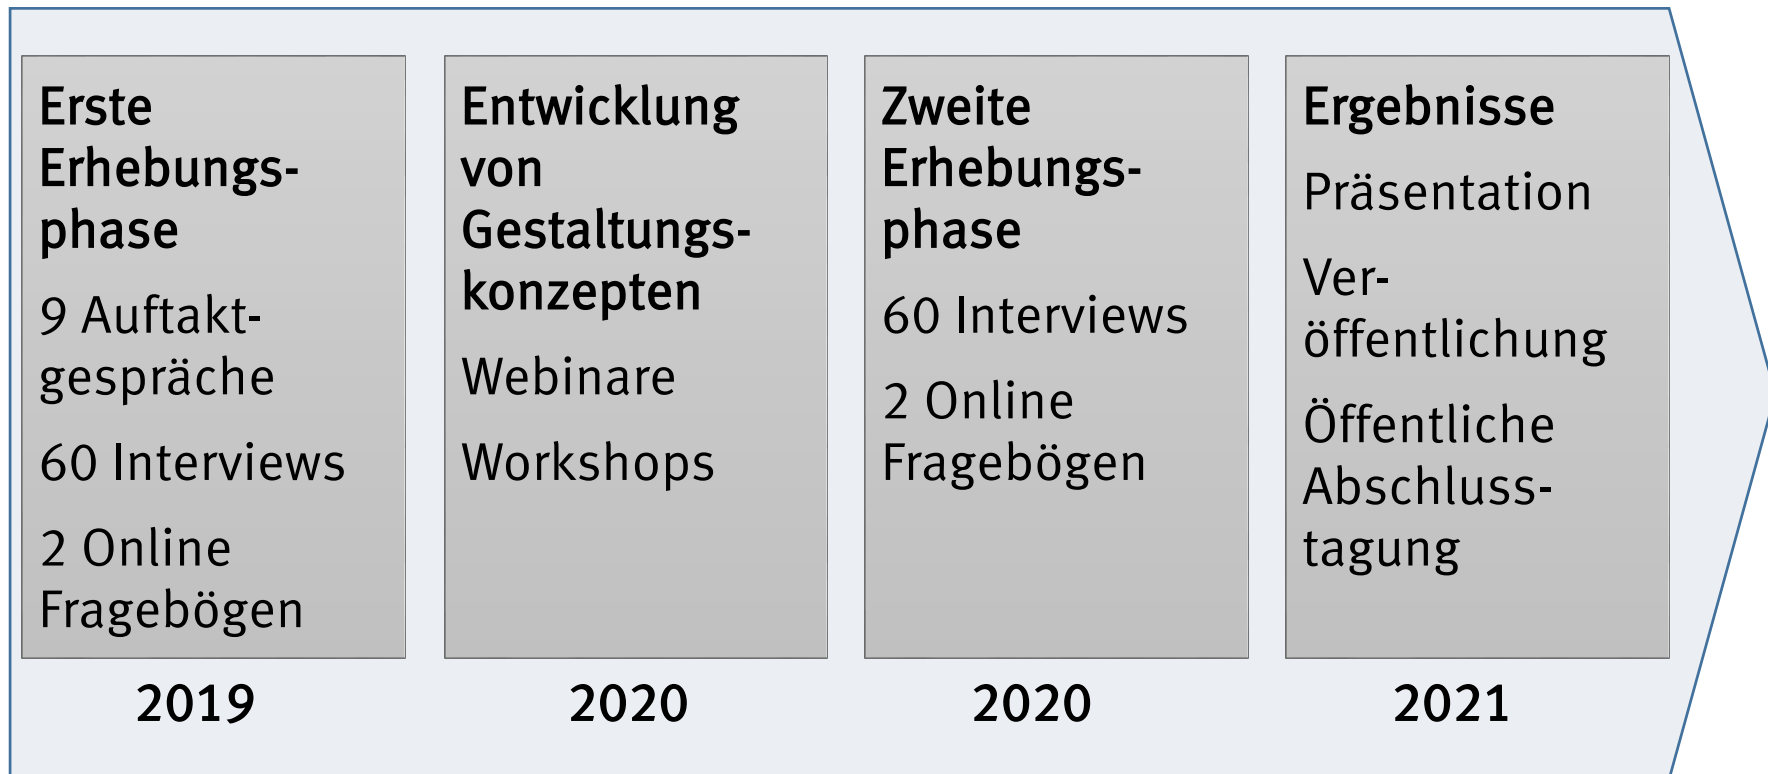 Erste
Erhebungs-
phase
9 Auftakt-
gespräche
60 Interviews
2 Online
Fragebögen
2019
Entwicklung
von
Gestaltungs-
konzepten
Webinare
Workshops
2020
Zweite
Erhebungs-
phase
60 Interviews
2 Online
Fragebögen
2020
Ergebnisse
Präsentation
Ver-
öffentlichung
Öffentliche
Abschluss-
tagung
2021